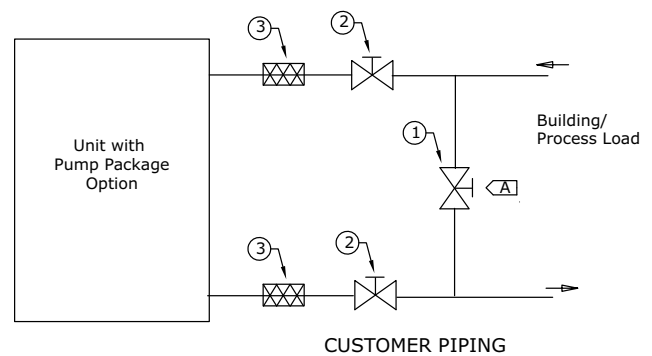 3
2
Unit with
Pump Package
Option
1
Building/
Process Load
A
3
2
CUSTOMER PIPING